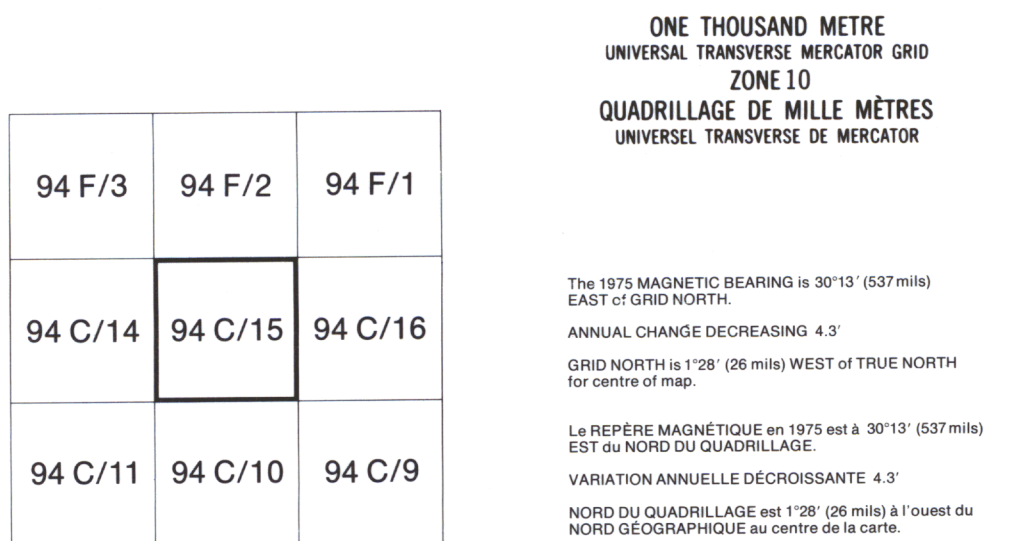 ONE THOUSAND METRE
UNIVERSAL TRANSVERSE MERCATOR GRID
ZONE 10
QUADRILLAGE DE MILLE MÈTRES
UNIVERSEL TRANSVERSE DE MERCATOR
94 F/3 94 F/2 94 F/1
94 C/14 94 C/15 94 C/16
94 C/11 94 C/10 94 C/9
The 1975 MAGNETIC BEARING is 30°13′ (537 mils)
EAST of GRID NORTH.
ANNUAL CHANGE DECREASING 4.3′
GRID NORTH is 1°28′ (26 mils) WEST of TRUE NORTH
for centre of map.
Le REPÈRE MAGNÉTIQUE en 1975 est à 30°13′ (537 mils)
EST du NORD DU QUADRILLAGE.
VARIATION ANNUELLE DÉCROISSANTE 4.3′
NORD DU QUADRILLAGE est 1°28′ (26 mils) à l'ouest du
NORD GÉOGRAPHIQUE au centre de la carte.